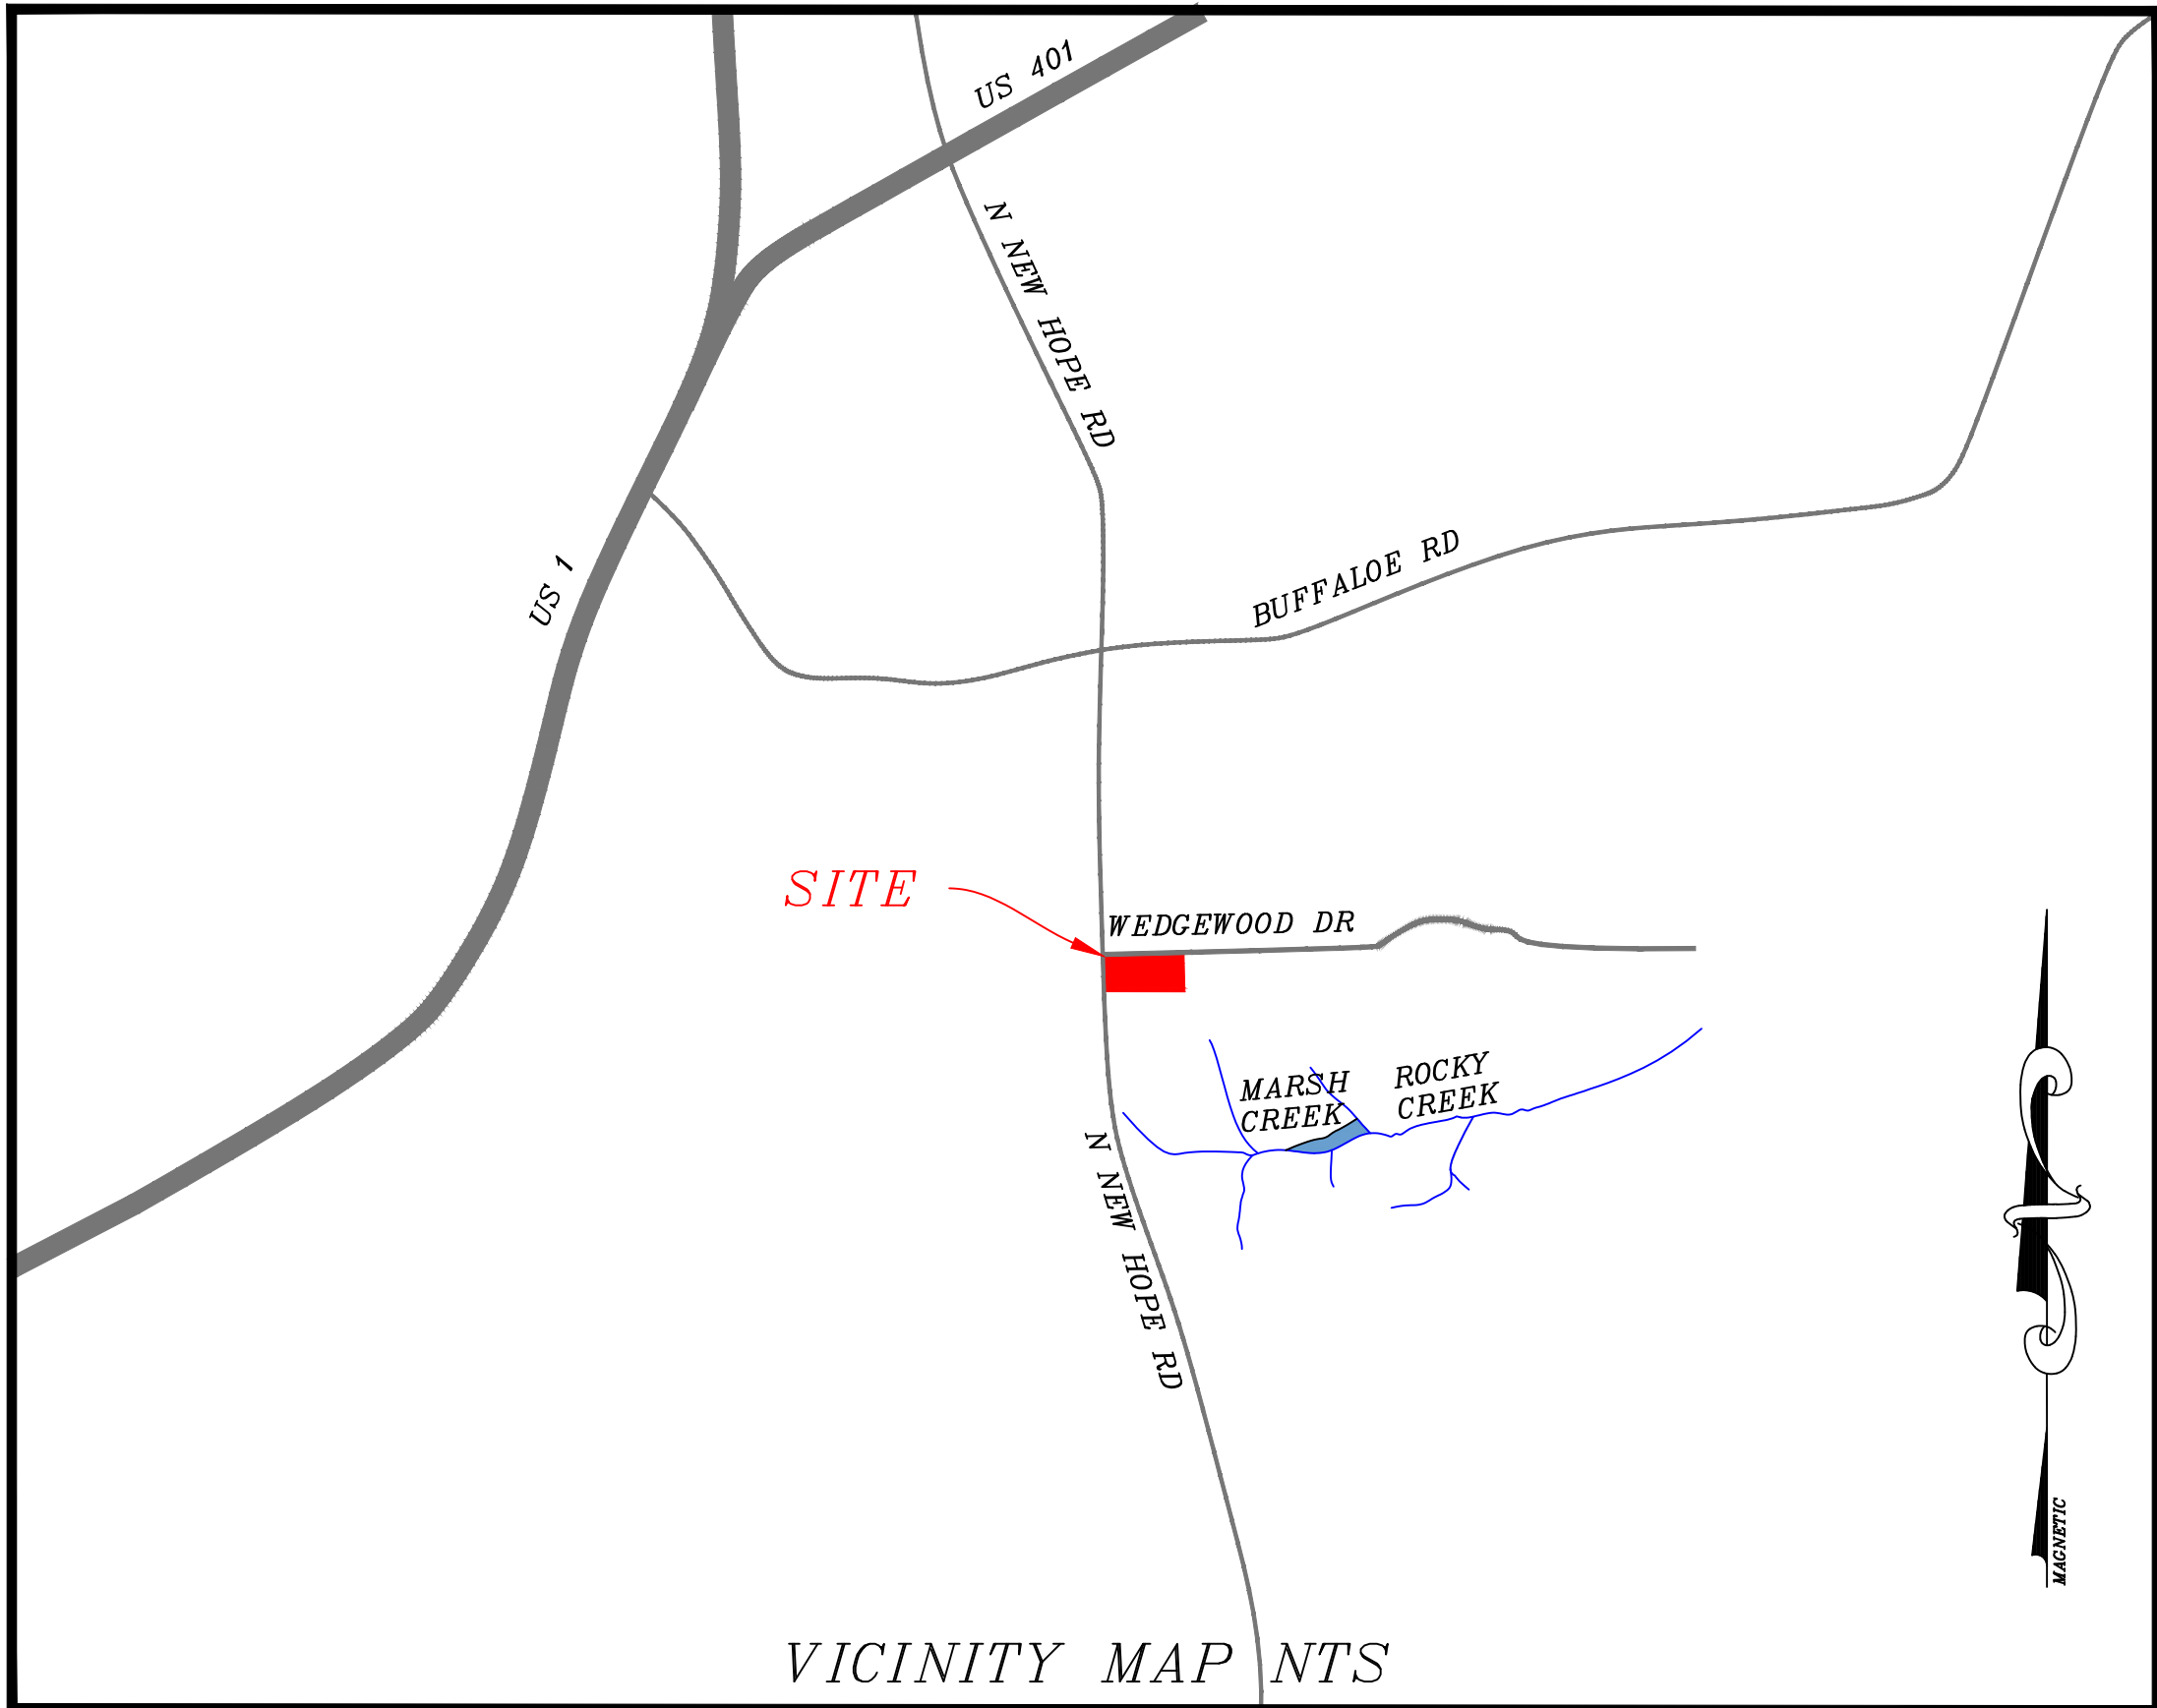 US 401
N NEW HOPE RD
US 1
BUFFALOE RD
SITE
WEDGEWOOD DR
MARSH
CREEK
ROCKY
CREEK
N NEW HOPE RD
MAGNETIC
VICINITY MAP NTS